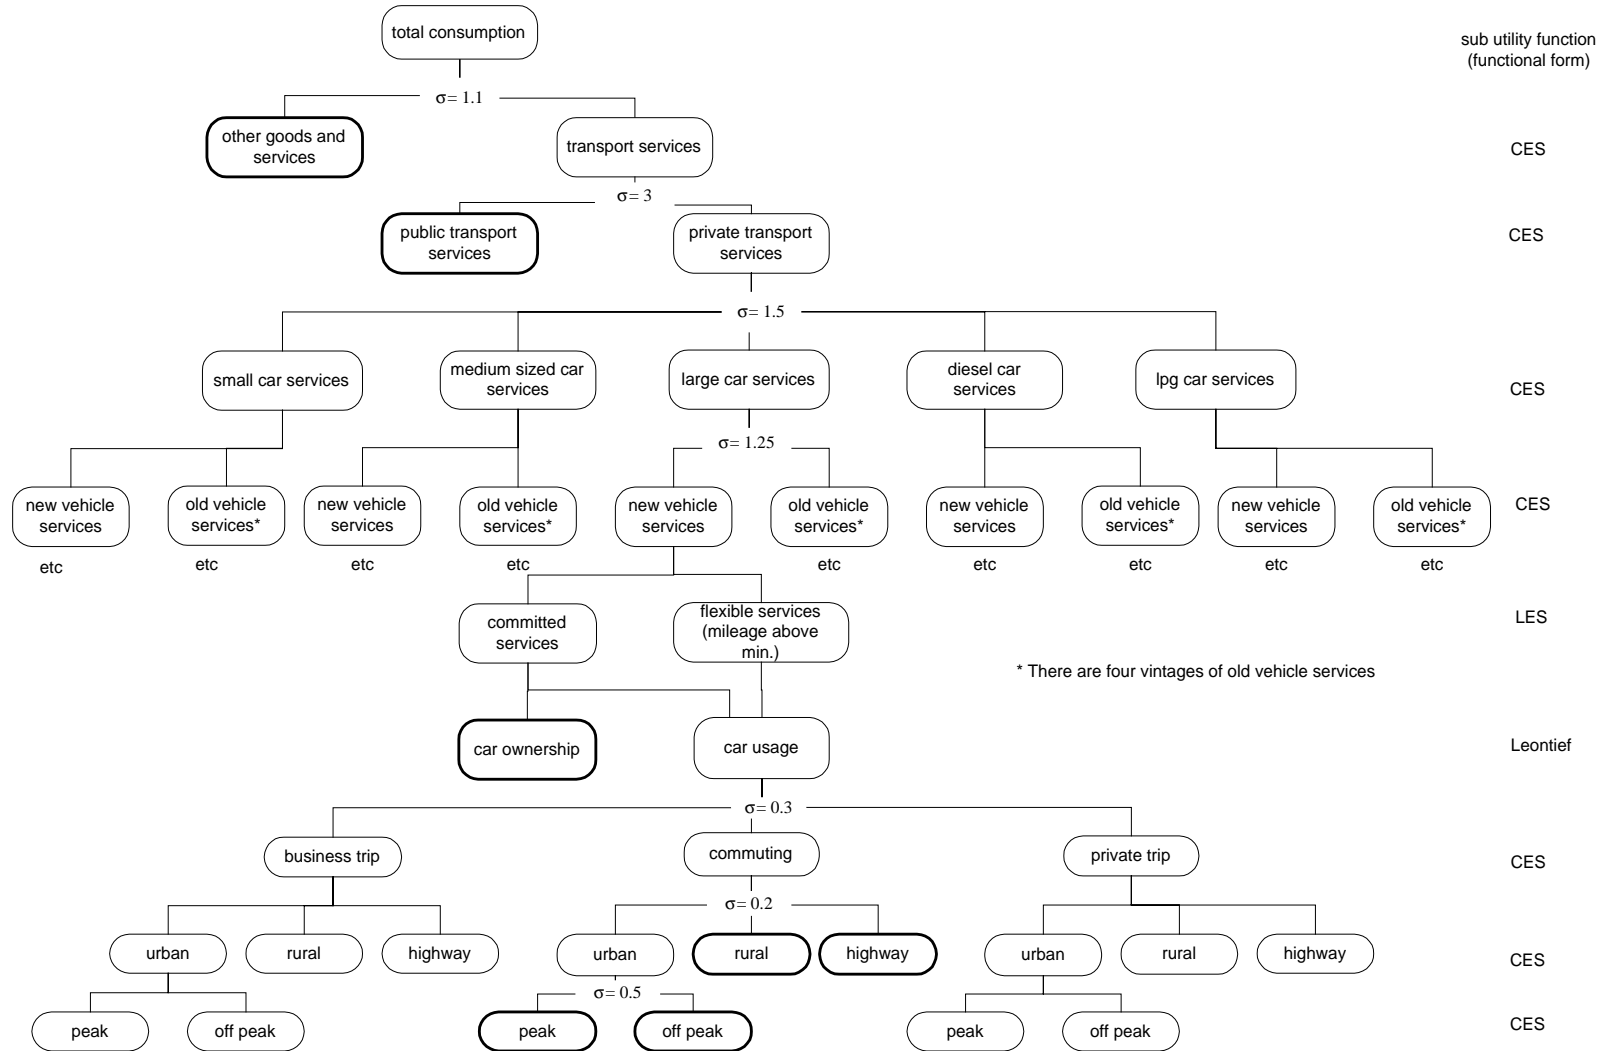 total consumption
sub utility function
(functional form)
σ= 1.1
other goods and
services
transport services
CES
σ= 3
public transport
services
private transport
services
CES
σ= 1.5
small car services
medium sized car
services
large car services
diesel car
services
lpg car services
CES
σ= 1.25
new vehicle
services
old vehicle
services*
new vehicle
services
old vehicle
services*
new vehicle
services
old vehicle
services*
new vehicle
services
old vehicle
services*
new vehicle
services
old vehicle
services*
CES
etc
etc
etc
etc
etc
etc
etc
etc
etc
committed
services
flexible services
(mileage above
min.)
LES
* There are four vintages of old vehicle services
car ownership
car usage
Leontief
σ= 0.3
business trip
commuting
private trip
CES
σ= 0.2
urban
rural
highway
urban
rural
highway
urban
rural
highway
CES
σ= 0.5
peak
off peak
peak
off peak
peak
off peak
CES